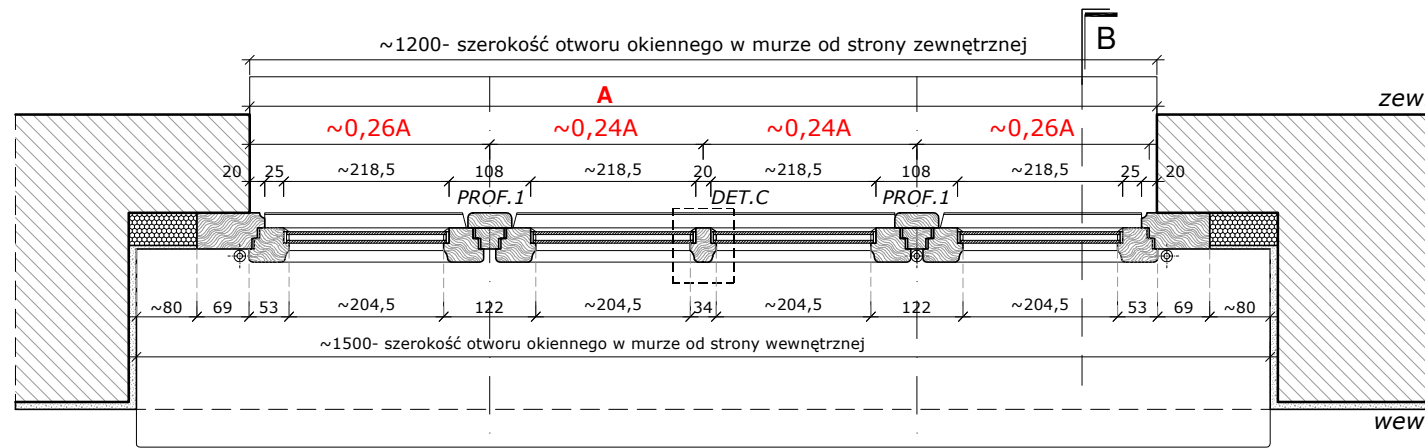 B
~1200- szerokość otworu okiennego w murze od strony zewnętrznej
A
zew
~0,26A ~0,24A ~0,24A ~0,26A
20 25 ~218,5 108 ~218,5 20 ~218,5 108 ~218,5 25 20
PROF.1 DET.C PROF.1
~80 69 53 ~204,5 122 ~204,5 34 ~204,5 122 ~204,5 53 69 ~80
~1500- szerokość otworu okiennego w murze od strony wewnętrznej
wew